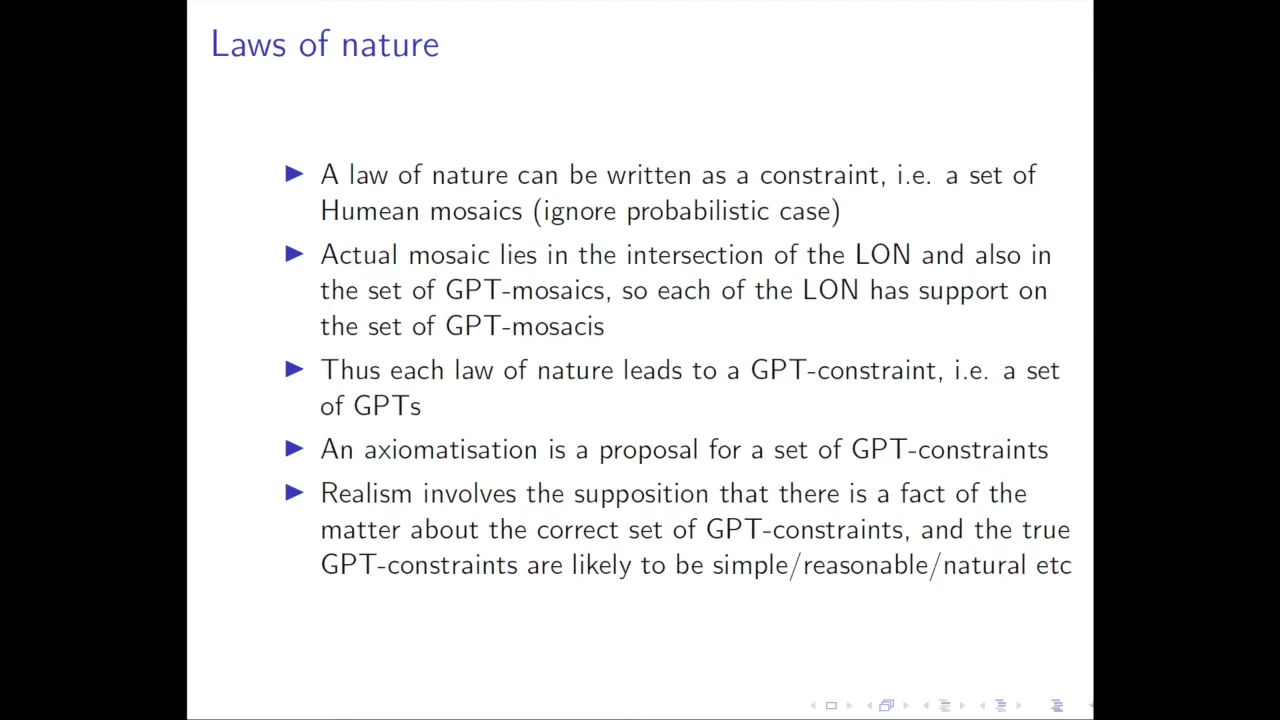 Laws of nature
A law of nature can be written as a constraint, i.e. a set of
Humean mosaics (ignore probabilistic case)
Actual mosaic lies in the intersection of the LON and also in
the set of GPT-mosaics, so each of the LON has support on
the set of GPT-mosacis
Thus each law of nature leads to a GPT-constraint, i.e. a set
of GPTs
An axiomatisation is a proposal for a set of GPT-constraints
Realism involves the supposition that there is a fact of the
matter about the correct set of GPT-constraints, and the true
GPT-constraints are likely to be simple/reasonable/natural etc